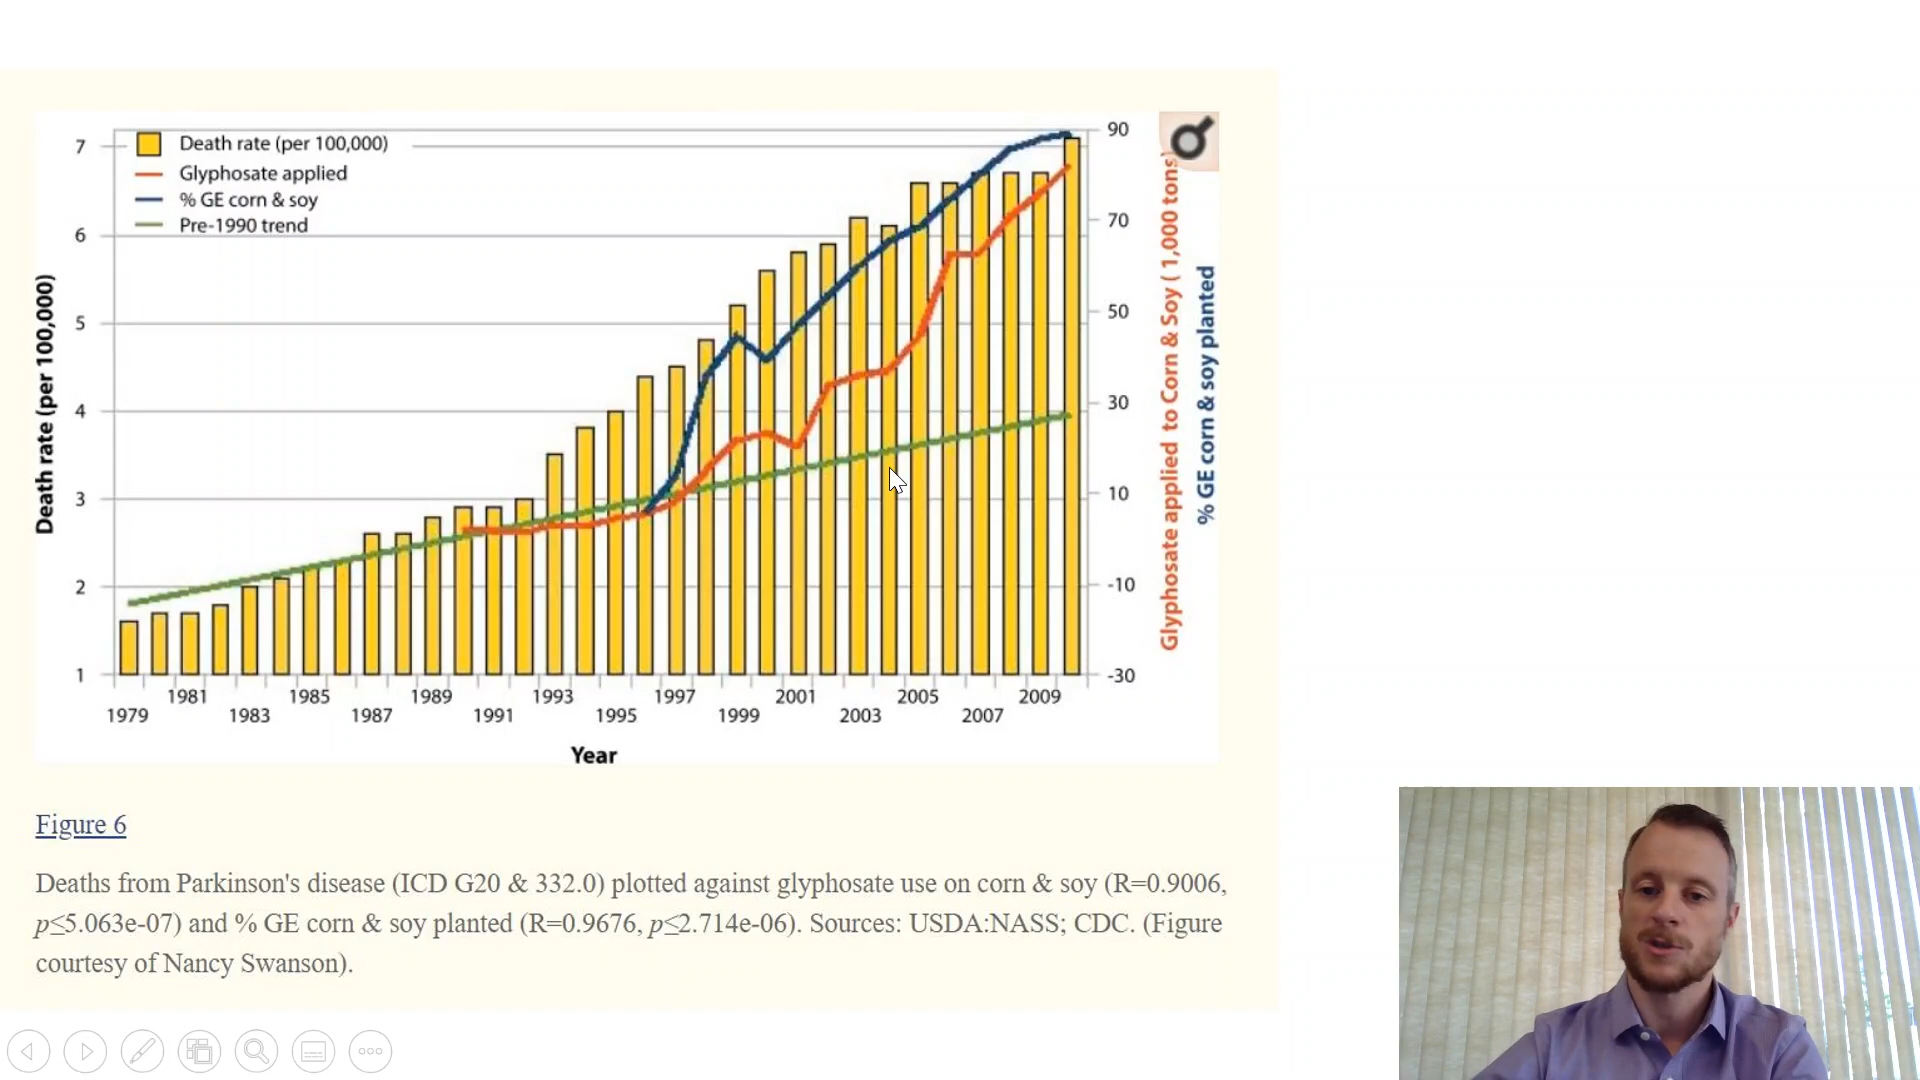 Death rate (per 100,000)
Glyphosate applied
% GE corn & soy
Pre-1990 trend
Death rate (per 100,000)
7
6
5
4
3
2
1
90
70
50
30
10
-10
-30
Glyphosate applied to Corn & Soy ( 1,000 tons)
% GE corn & soy planted
1981 1985 1989 1993 1997 2001 2005 2009
1979 1983 1987 1991 1995 1999 2003 2007
Year
Figure 6
Deaths from Parkinson's disease (ICD G20 & 332.0) plotted against glyphosate use on corn & soy (R=0.9006,
p≤5.063e-07) and % GE corn & soy planted (R=0.9676, p≤2.714e-06). Sources: USDA:NASS; CDC. (Figure
courtesy of Nancy Swanson).